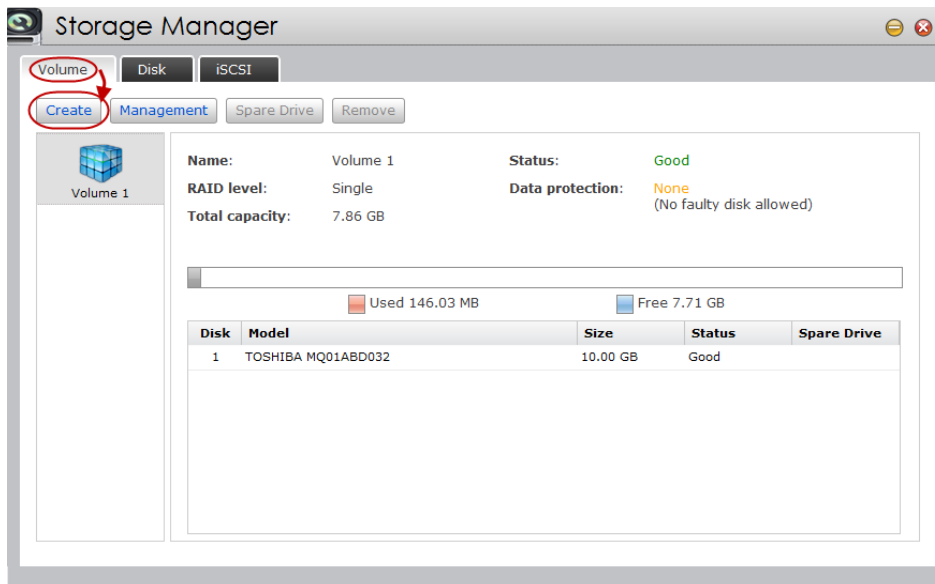 Storage Manager
Volume Disk iSCSI
Create Management Spare Drive Remove
Volume 1
Name: Volume 1 Status: Good
RAID level: Single Data protection: None
(No faulty disk allowed)
Total capacity: 7.86 GB
Used 146.03 MB Free 7.71 GB
Disk Model Size Status Spare Drive
1 TOSHIBA MQ01ABD032 10.00 GB Good